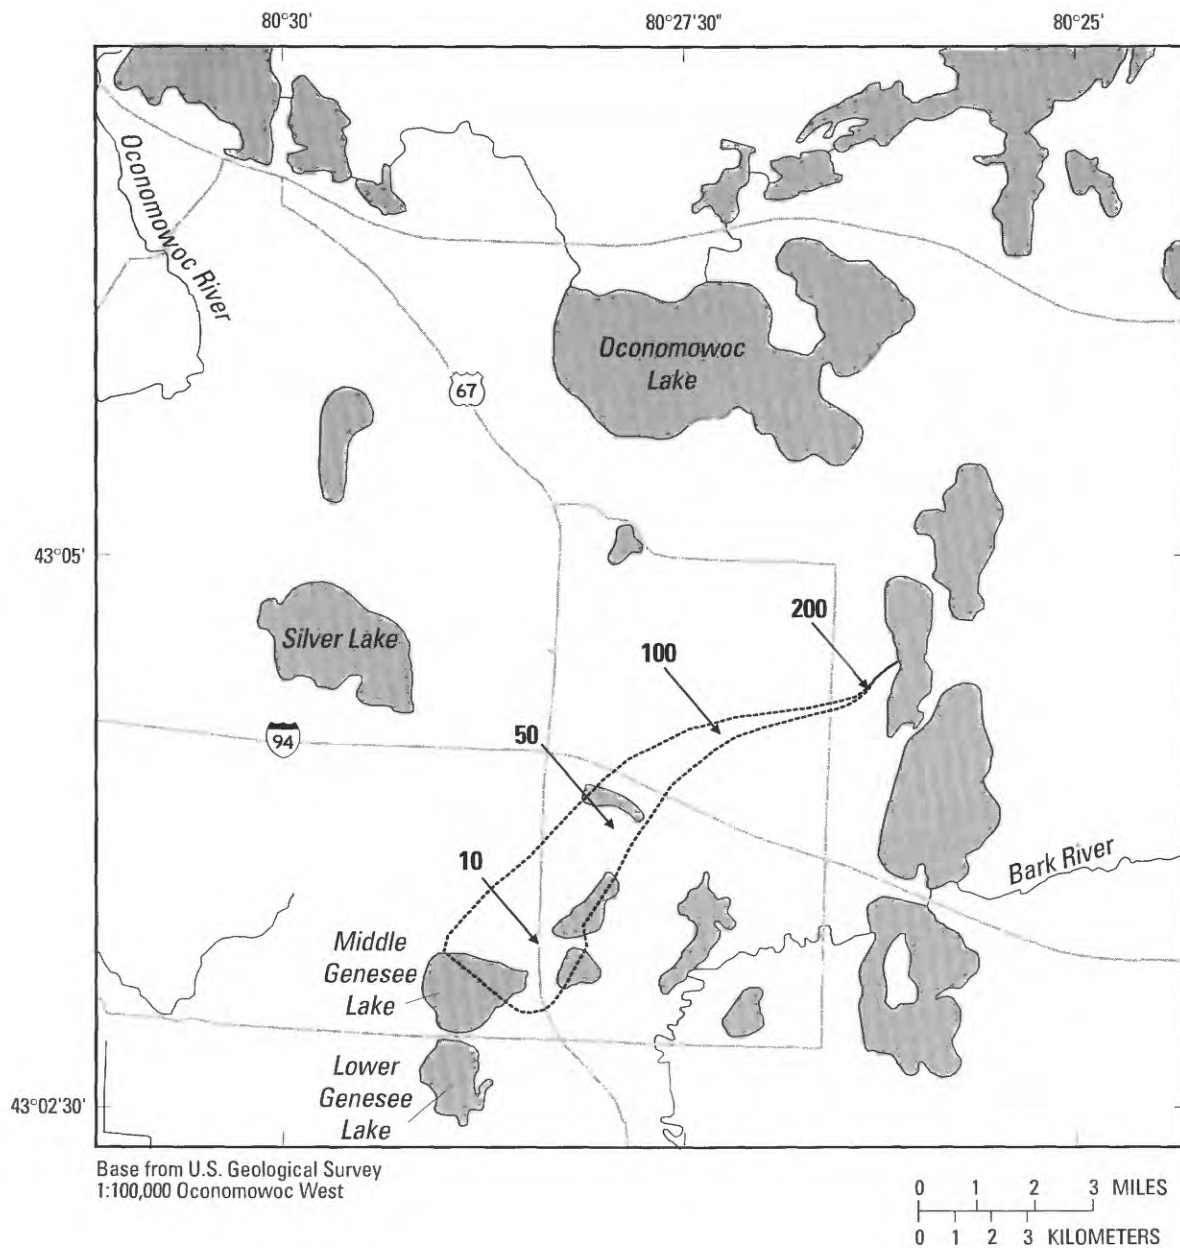 80°30'
80°27'30"
80°25'
Oconomowoc River
67
Oconomowoc
Lake
43°05'
200
Silver Lake
100
94
50
10
Bark River
Middle
Genesee
Lake
Lower
Genesee
Lake
43°02'30'
Base from U.S. Geological Survey
1:100,000 Oconomowoc West
0 1 2 3 MILES
0 1 2 3 KILOMETERS